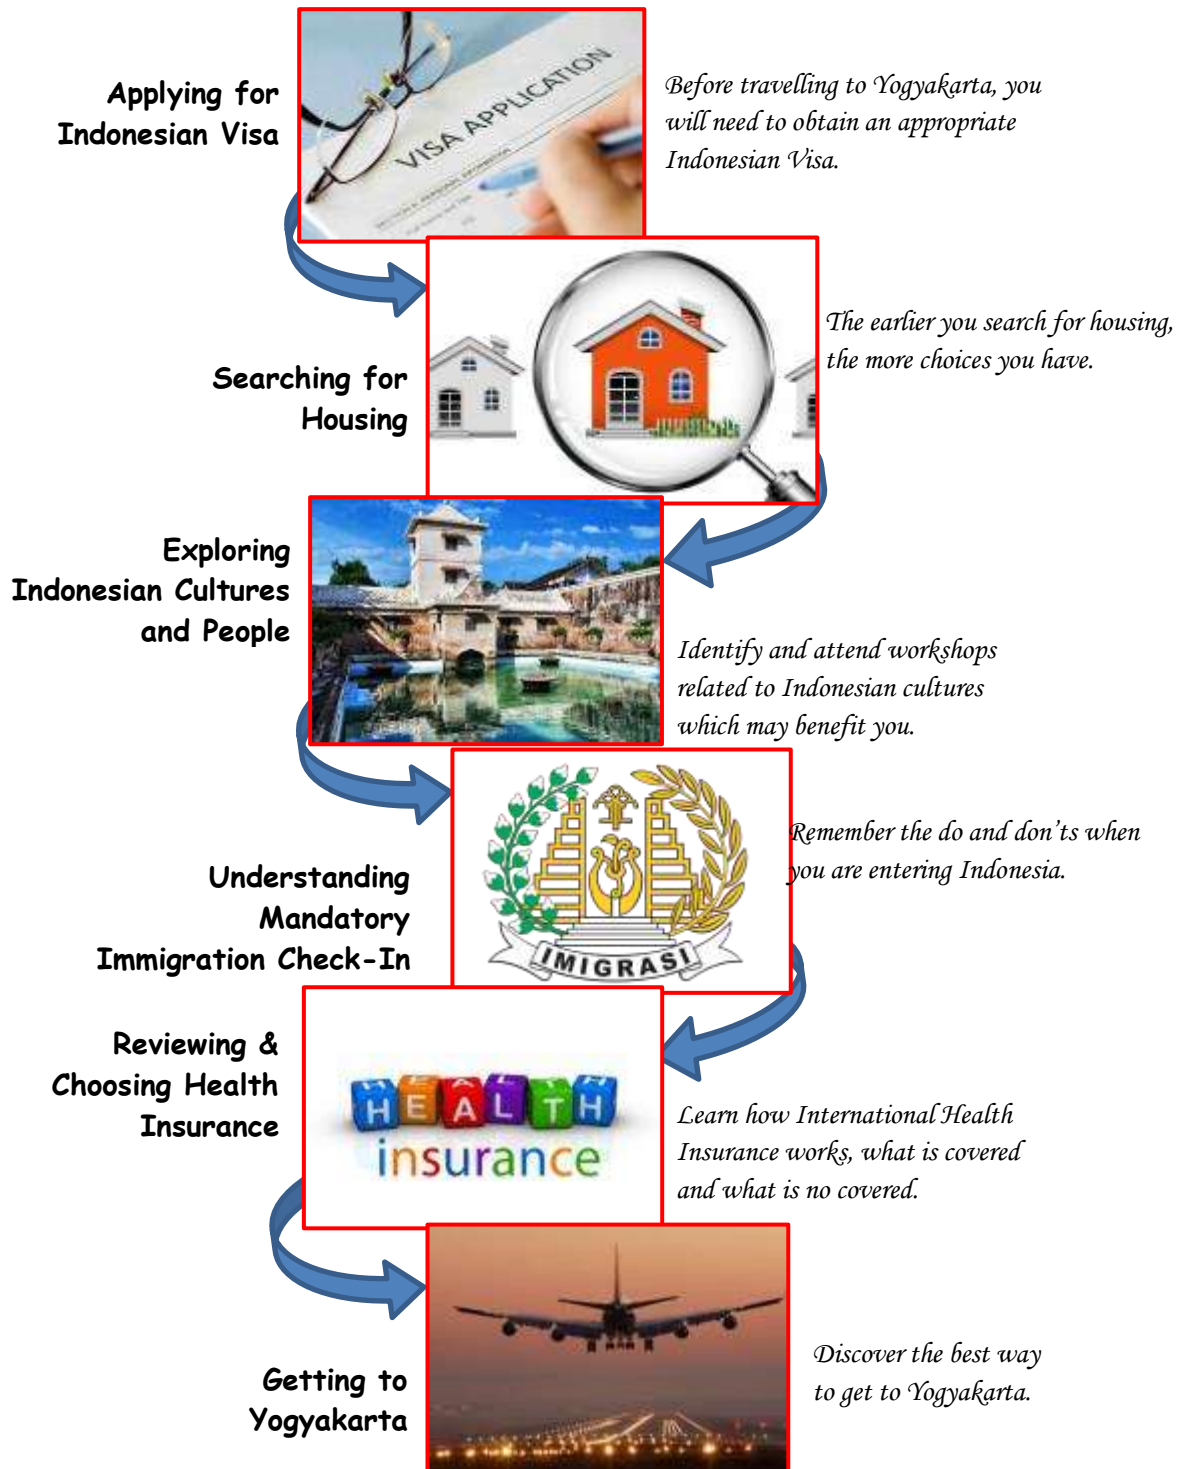 Applying for
Indonesian Visa
VISA APPLICATION
Before travelling to Yogyakarta, you
will need to obtain an appropriate
Indonesian Visa.
The earlier you search for housing,
the more choices you have.
Searching for
Housing
Exploring
Indonesian Cultures
and People
Identify and attend workshops
related to Indonesian cultures
which may benefit you.
Remember the do and don'ts when
you are entering Indonesia.
Understanding
Mandatory
Immigration Check-In
IMIGRASI
Reviewing &
Choosing Health
Insurance
HEALTH
insurance
Learn how International Health
Insurance works, what is covered
and what is no covered.
Getting to
Yogyakarta
Discover the best way
to get to Yogyakarta.